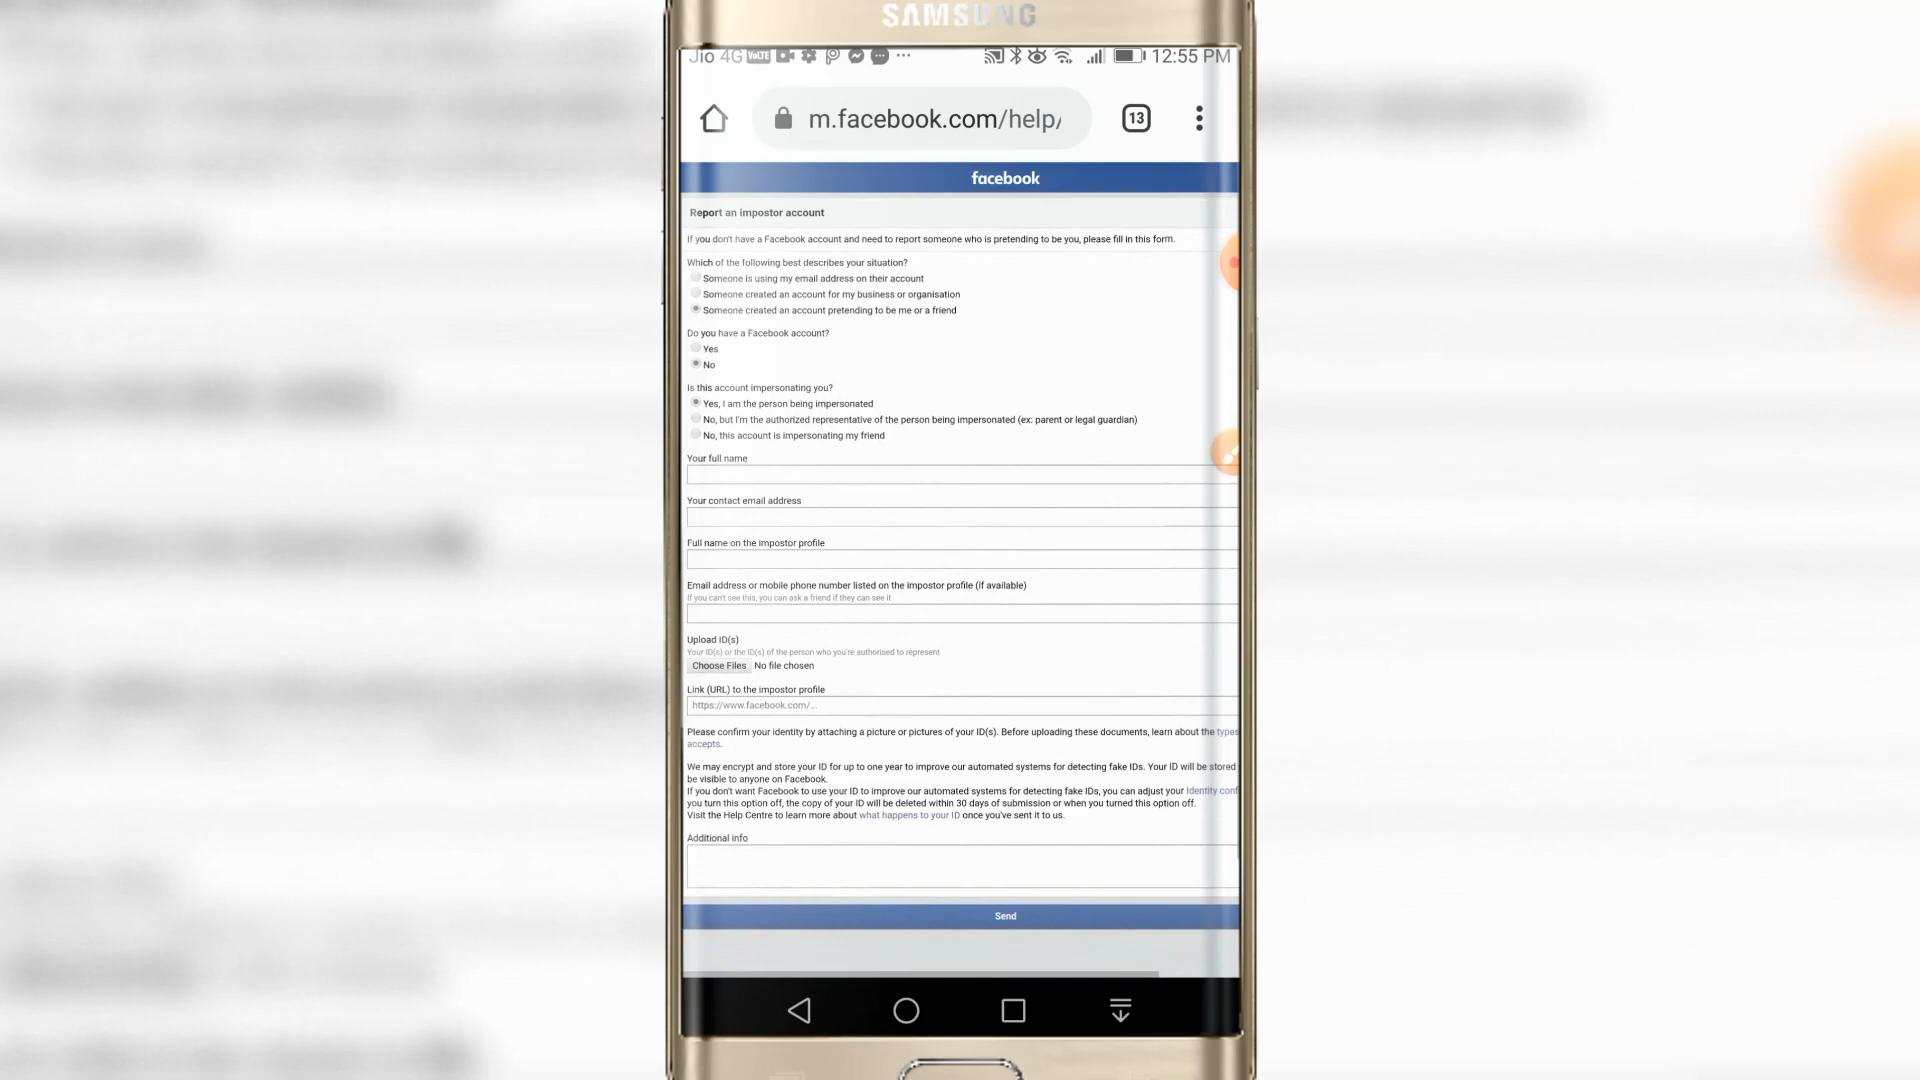 SAMSUNG
Jio 4G VoLTE 12:55 PM
m.facebook.com/help/ 13
facebook
Report an impostor account
If you don't have a Facebook account and need to report someone who is pretending to be you, please fill in this form.
Which of the following best describes your situation?
Someone is using my email address on their account
Someone created an account for my business or organisation
Someone created an account pretending to be me or a friend
Do you have a Facebook account?
Yes
No
Is this account impersonating you?
Yes, I am the person being impersonated
No, but I'm the authorized representative of the person being impersonated (ex: parent or legal guardian)
No, this account is impersonating my friend
Your full name
Your contact email address
Full name on the impostor profile
Email address or mobile phone number listed on the impostor profile (if available)
If you can't see this, you can ask a friend if they can see it
Upload ID(s)
Your ID(s) or the ID(s) of the person who you're authorised to represent
Choose Files No file chosen
Link (URL) to the impostor profile
https://www.facebook.com/...
Please confirm your identity by attaching a picture or pictures of your ID(s). Before uploading these documents, learn about the types
accepts.
We may encrypt and store your ID for up to one year to improve our automated systems for detecting fake IDs. Your ID will be stored
be visible to anyone on Facebook.
If you don't want Facebook to use your ID to improve our automated systems for detecting fake IDs, you can adjust your Identity conf
you turn this option off, the copy of your ID will be deleted within 30 days of submission or when you turned this option off.
Visit the Help Centre to learn more about what happens to your ID once you've sent it to us.
Additional info
Send